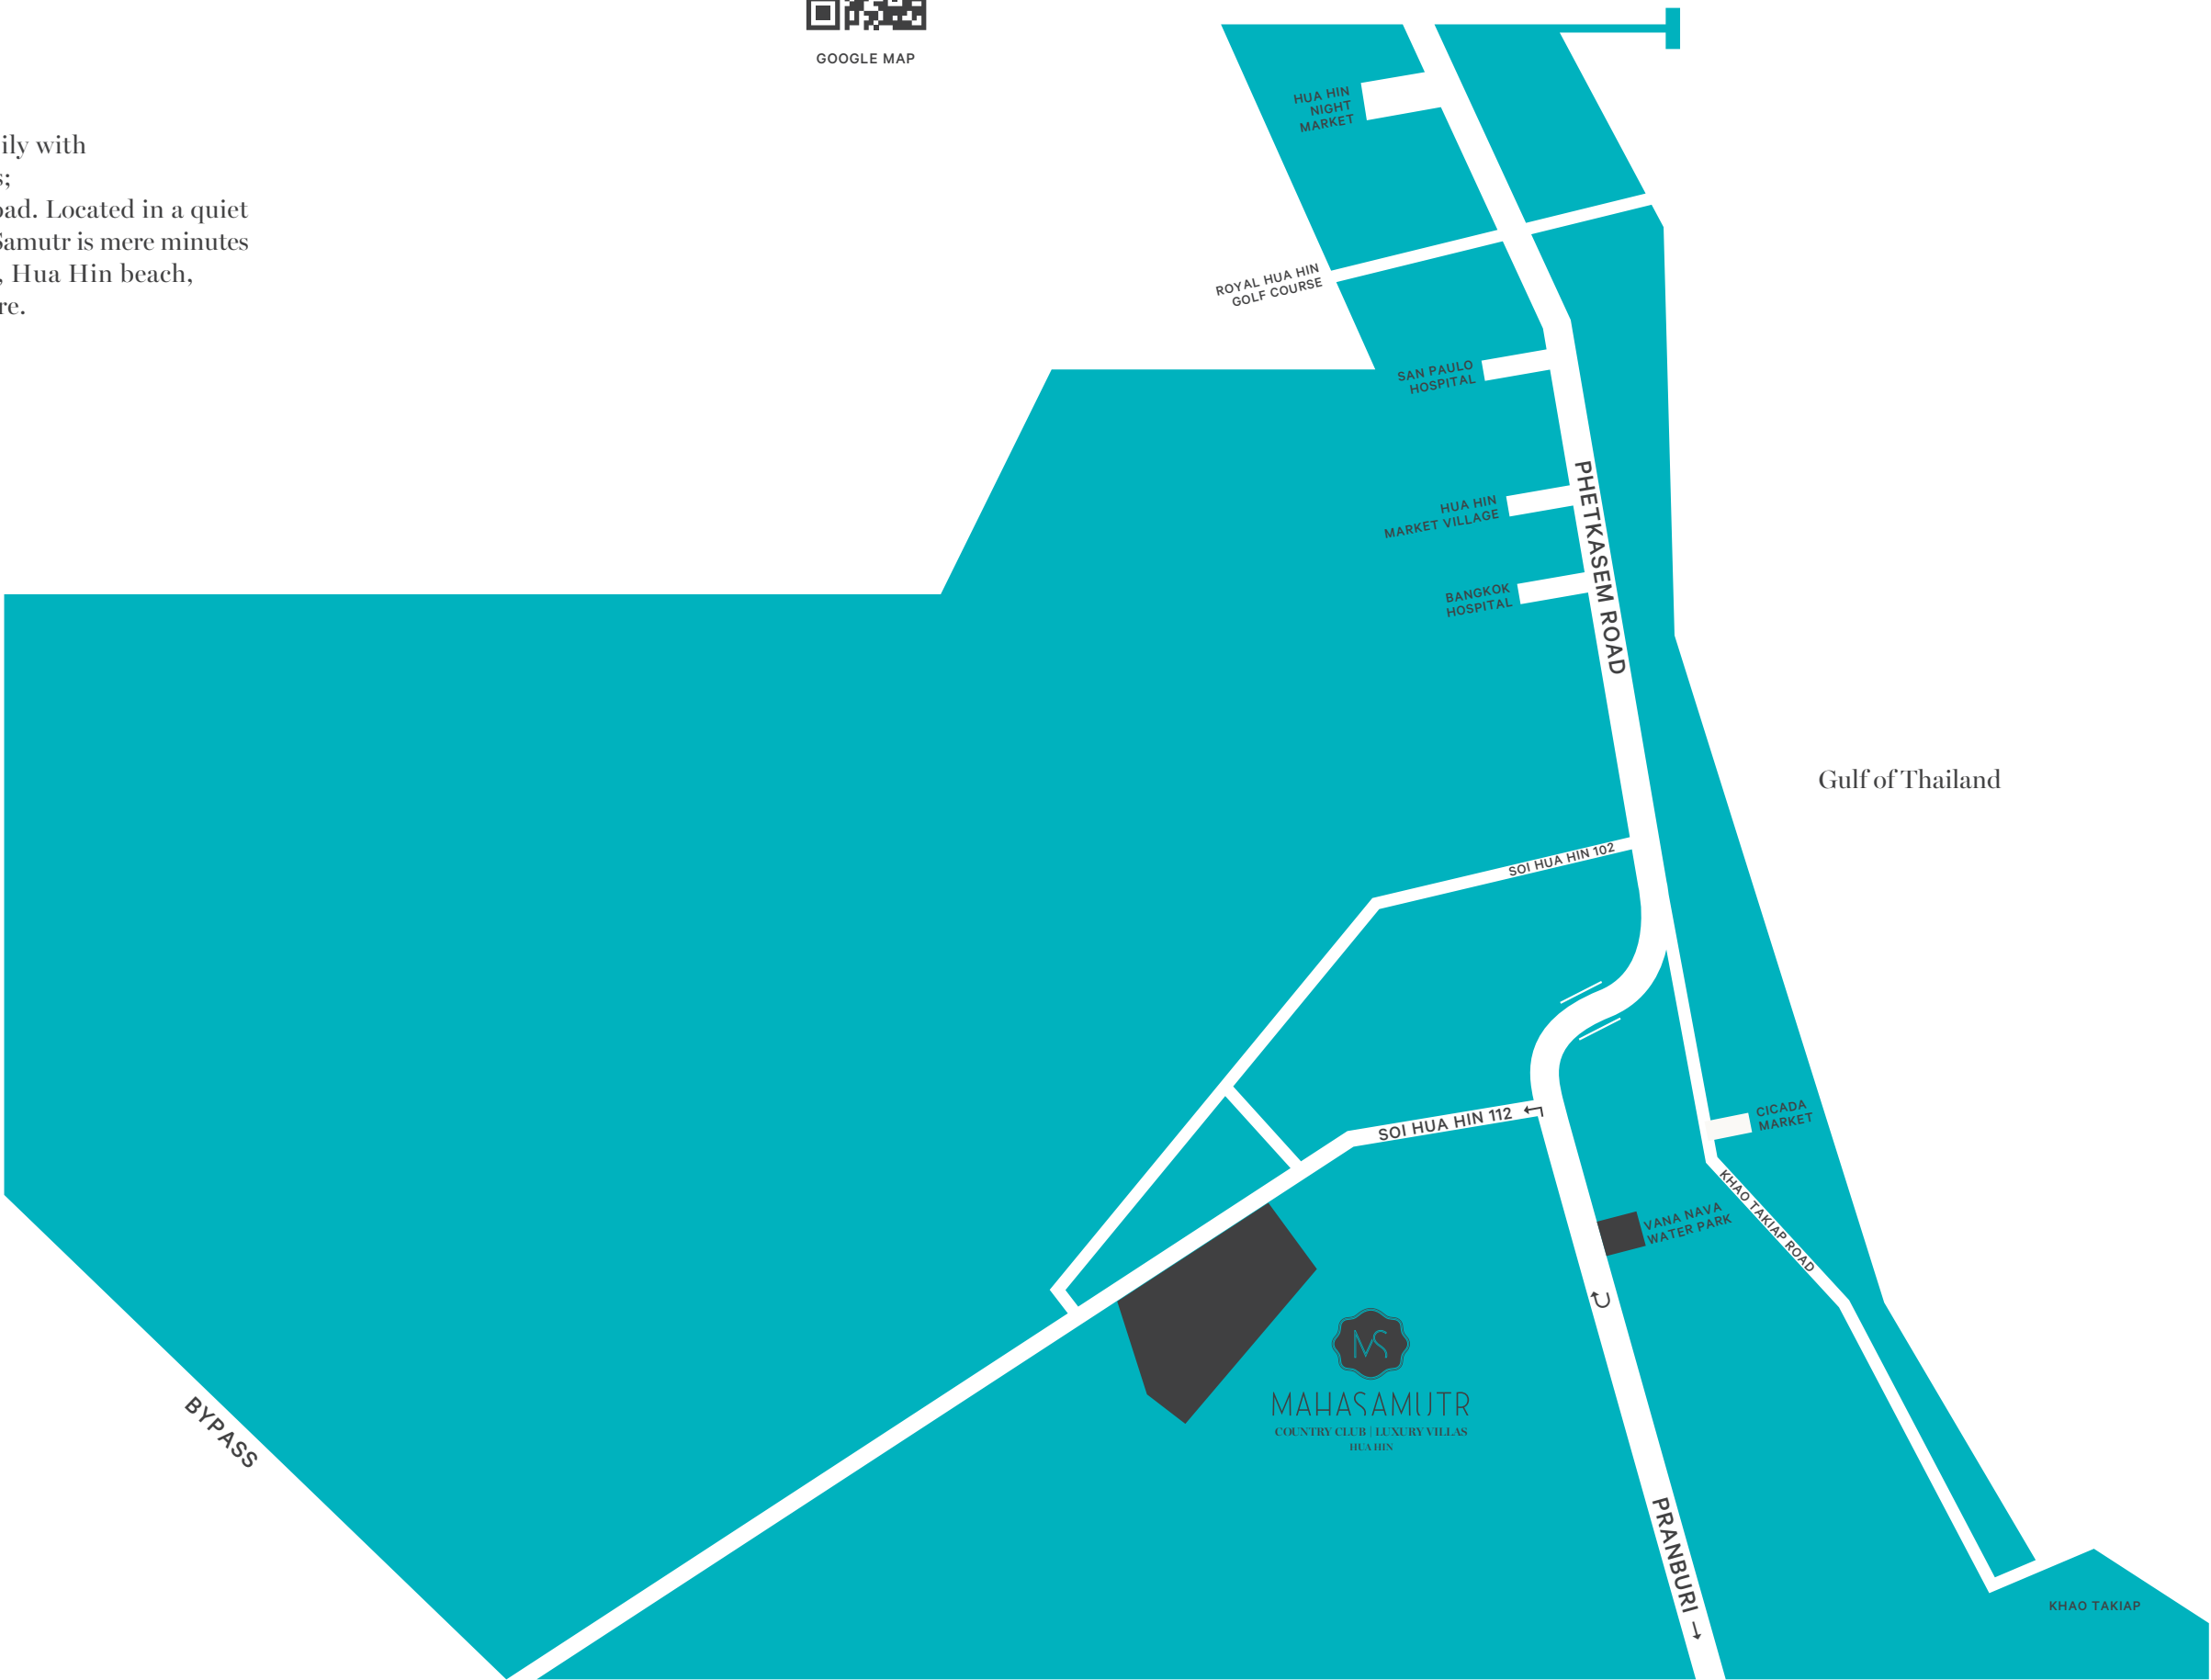 GOOGLE MAP
ily with
s;
oad. Located in a quiet
Samutr is mere minutes
, Hua Hin beach,
re.
HUA HIN
NIGHT
MARKET
ROYAL HUA HIN
GOLF COURSE
SAN PAULO
HOSPITAL
HUA HIN
MARKET VILLAGE
BANGKOK
HOSPITAL
PHETKASEM ROAD
Gulf of Thailand
SOI HUA HIN 102
SOI HUA HIN 112
CICADA
MARKET
KHAO TAKIAP ROAD
VANA NAVA
WATER PARK
MS
MAHASAMUTR
COUNTRY CLUB | LUXURY VILLAS
HUA HIN
BYPASS
PRANBURI →
KHAO TAKIAP